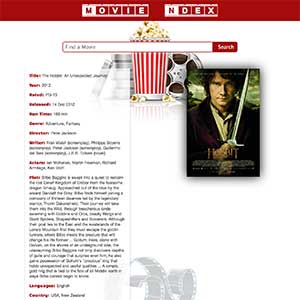 MOVIE NDEX
Find a Movie
Search
Title: The Hobbit: An Unexpected Journey
Year: 2012
Rated: PG-13
Released: 14 Dec 2012
Run Time: 169 min
Genre: Adventure, Fantasy
Director: Peter Jackson
Writer: Fran Walsh (screenplay), Philippa Boyens
(screenplay), Peter Jackson (screenplay), Guillermo
del Toro (screenplay), J.R.R. Tolkien (novel)
Actors: Ian McKellen, Martin Freeman, Richard
Armitage, Ken Stott
Plot: Bilbo Baggins is swept into a quest to reclaim
the lost Dwarf Kingdom of Erebor from the fearsome
dragon Smaug. Approached out of the blue by the
wizard Gandalf the Grey, Bilbo finds himself joining a
company of thirteen dwarves led by the legendary
warrior, Thorin Oakenshield. Their journey will take
them into the Wild; through treacherous lands
swarming with Goblins and Orcs, deadly Wargs and
Giant Spiders, Shapeshifters and Sorcerers. Although
their goal lies to the East and the wastelands of the
Lonely Mountain first they must escape the goblin
tunnels, where Bilbo meets the creature that will
change his life forever ... Gollum. Here, alone with
Gollum, on the shores of an underground lake, the
unassuming Bilbo Baggins not only discovers depths
of guile and courage that surprise even him, he also
gains possession of Gollum's "precious" ring that
holds unexpected and useful qualities ... A simple,
gold ring that is tied to the fate of all Middle-earth in
ways Bilbo cannot begin to know.
Languages: English
Country: USA, New Zealand
HOBBIT